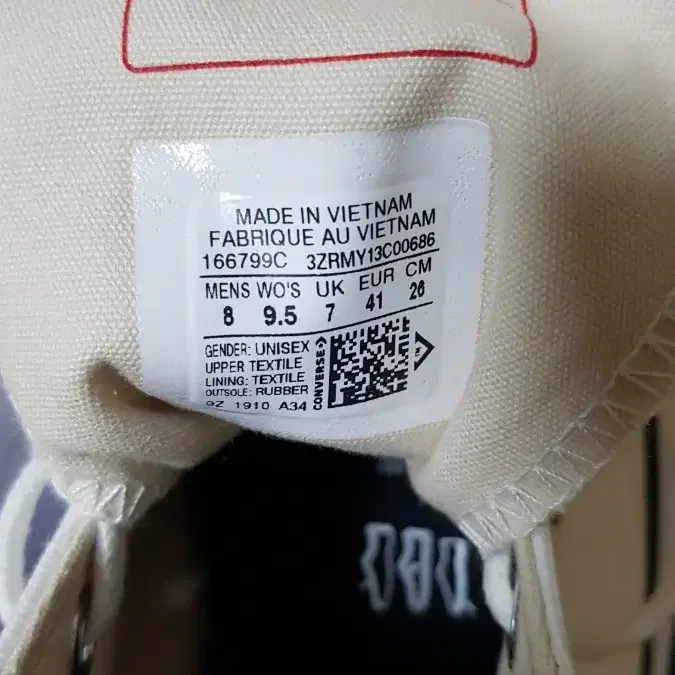 MADE IN VIETNAM
FABRIQUE AU VIETNAM
166799C 3ZRMY13C00686
MENS WO'S UK EUR CM
8 9.5 7 41 26
GENDER: UNISEX
UPPER TEXTILE
LINING: TEXTILE
OUTSOLE: RUBBER
9Z 1910 A34
CONVERSE